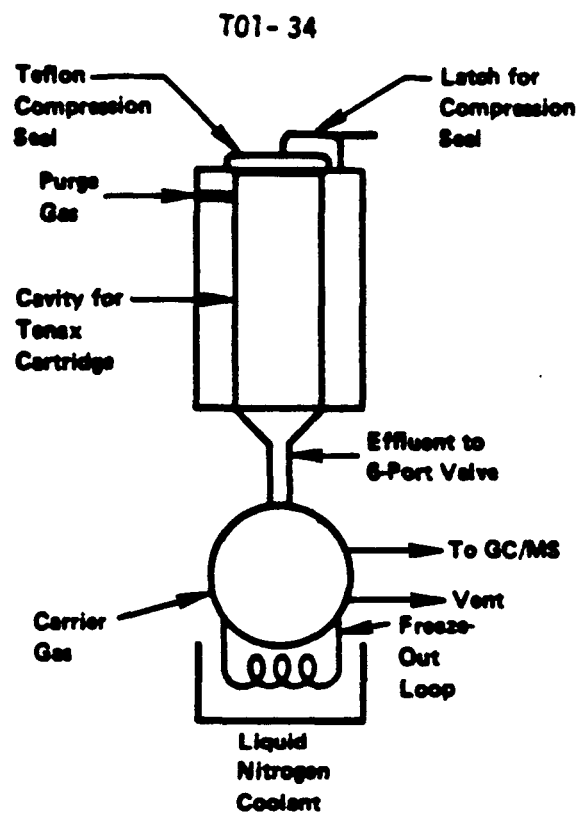 TO1-34
Teflon
Compression
Seal
Latch for
Compression
Seal
Purge
Gas
Cavity for
Tenax
Cartridge
Effluent to
6-Port Valve
To GC/MS
Vent
Carrier
Gas
Freeze-
Out
Loop
Liquid
Nitrogen
Coolant